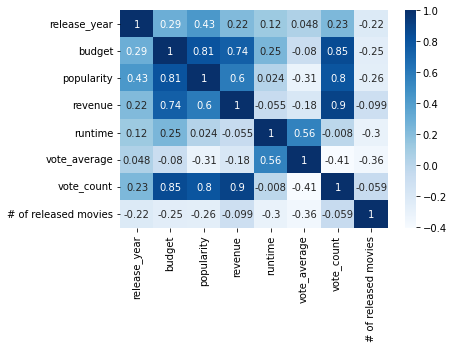 release_year 1 0.29 0.43 0.22 0.12 0.048 0.23 -0.22
budget 0.29 1 0.81 0.74 0.25 -0.08 0.85 -0.25
popularity 0.43 0.81 1 0.6 0.024 -0.31 0.8 -0.26
revenue 0.22 0.74 0.6 1 -0.055 -0.18 0.9 -0.099
runtime 0.12 0.25 0.024 -0.055 1 0.56 -0.008 -0.3
vote_average 0.048 -0.08 -0.31 -0.18 0.56 1 -0.41 -0.36
vote_count 0.23 0.85 0.8 0.9 -0.008 -0.41 1 -0.059
# of released movies -0.22 -0.25 -0.26 -0.099 -0.3 -0.36 -0.059 1
release_year
budget
popularity
revenue
runtime
vote_average
vote_count
# of released movies
1.0
0.8
0.6
0.4
0.2
0.0
−0.2
−0.4